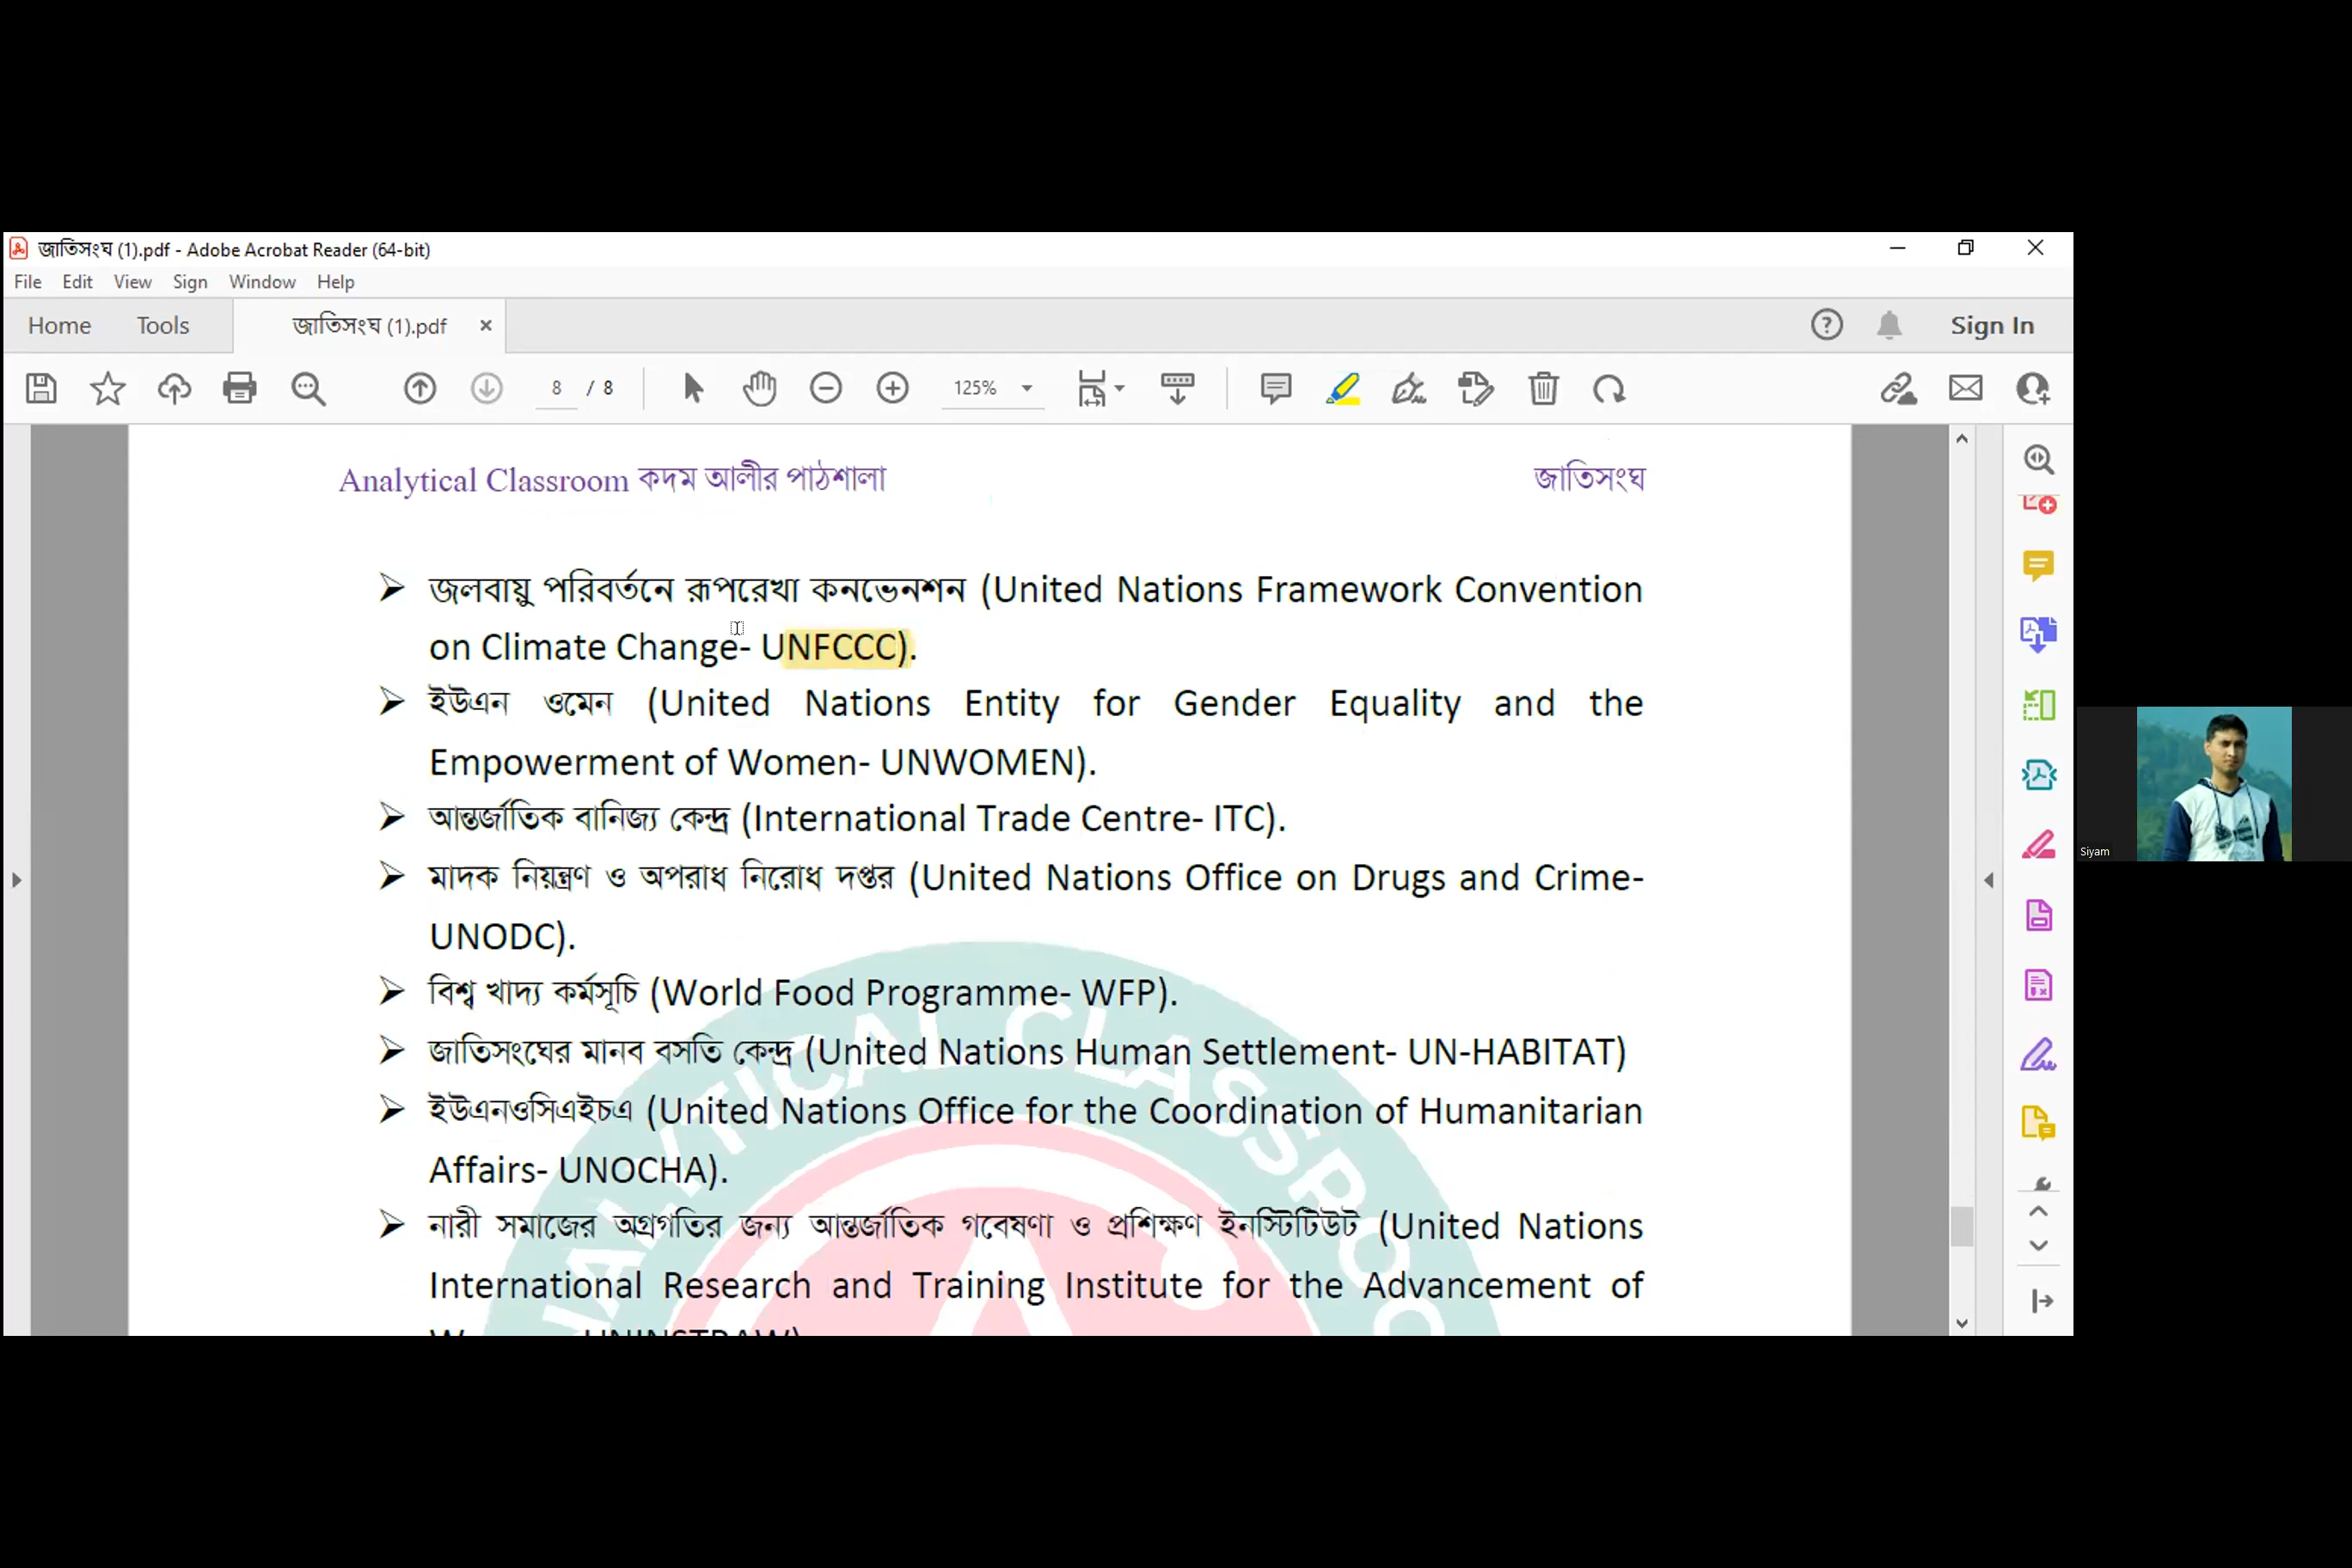 জাতিসংঘ (1).pdf - Adobe Acrobat Reader (64-bit)
File Edit View Sign Window Help
Home Tools জাতিসংঘ (1).pdf Sign In
8 / 8 125%
Analytical Classroom কদম আলীর পাঠশালা জাতিসংঘ
জলবায়ু পরিবর্তনে রূপরেখা কনভেনশন (United Nations Framework Convention
on Climate Change- UNFCCC).
ইউএন ওমেন (United Nations Entity for Gender Equality and the
Empowerment of Women- UNWOMEN).
আন্তর্জাতিক বানিজ্য কেন্দ্র (International Trade Centre- ITC).
মাদক নিয়ন্ত্রণ ও অপরাধ নিরোধ দপ্তর (United Nations Office on Drugs and Crime-
UNODC).
বিশ্ব খাদ্য কর্মসূচি (World Food Programme- WFP).
জাতিসংঘের মানব বসতি কেন্দ্র (United Nations Human Settlement- UN-HABITAT)
ইউএনওসিএইচএ (United Nations Office for the Coordination of Humanitarian
Affairs- UNOCHA).
নারী সমাজের অগ্রগতির জন্য আন্তর্জাতিক গবেষণা ও প্রশিক্ষণ ইনস্টিটিউট (United Nations
International Research and Training Institute for the Advancement of
UNINSTRAW)
Siyam